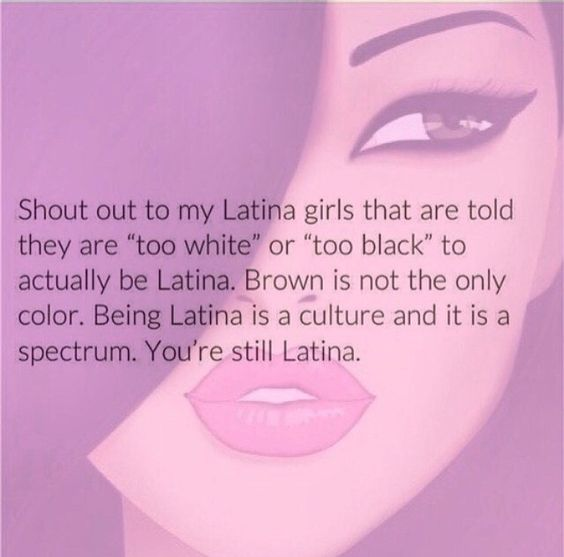 Shout out to my Latina girls that are told
they are “too white” or “too black” to
actually be Latina. Brown is not the only
color. Being Latina is a culture and it is a
spectrum. You're still Latina.